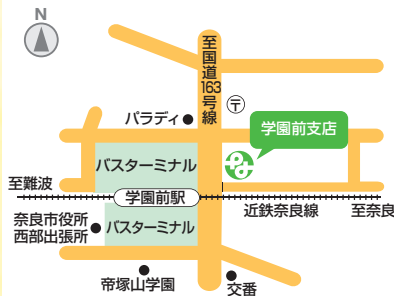 N
至国道163号線
〒
パラディ
学園前支店
バスターミナル
至難波
学園前駅
近鉄奈良線
至奈良
奈良市役所
西部出張所
バスターミナル
帝塚山学園
交番